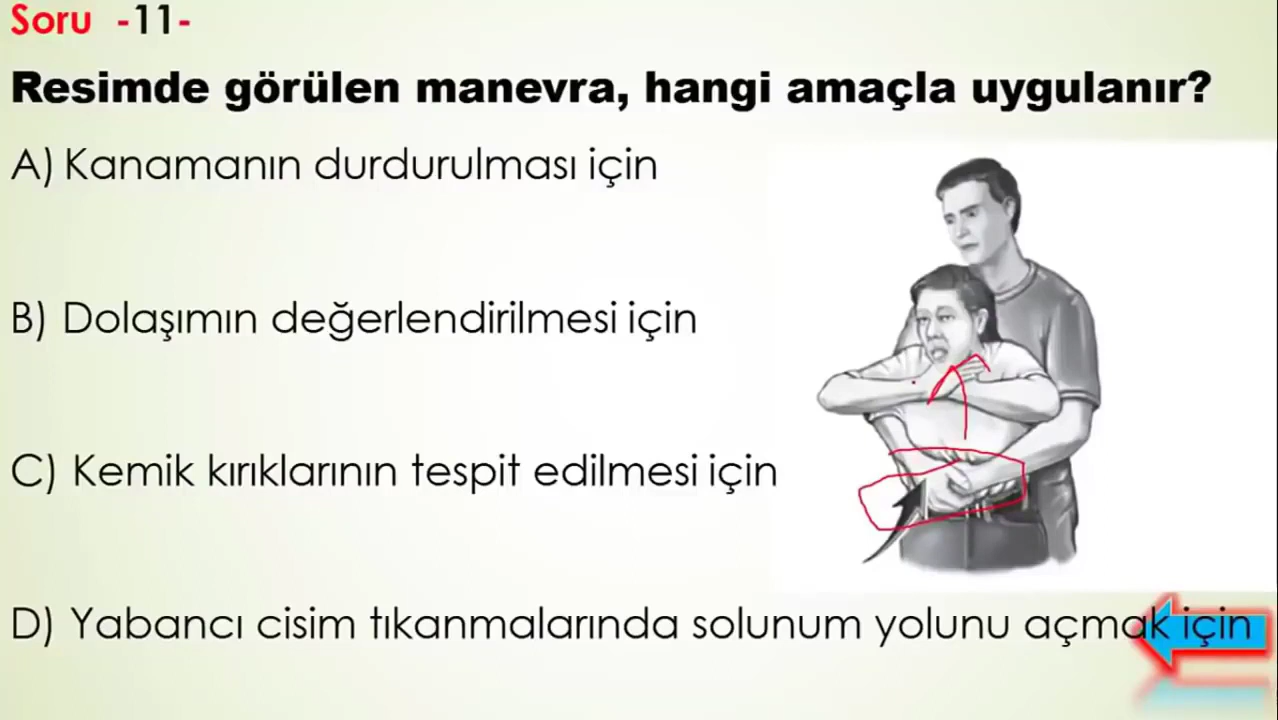 Soru -11-
Resimde görülen manevra, hangi amaçla uygulanır?
A) Kanamanın durdurulması için
B) Dolaşımın değerlendirilmesi için
C) Kemik kırıklarının tespit edilmesi için
D) Yabancı cisim tıkanmalarında solunum yolunu açmak için